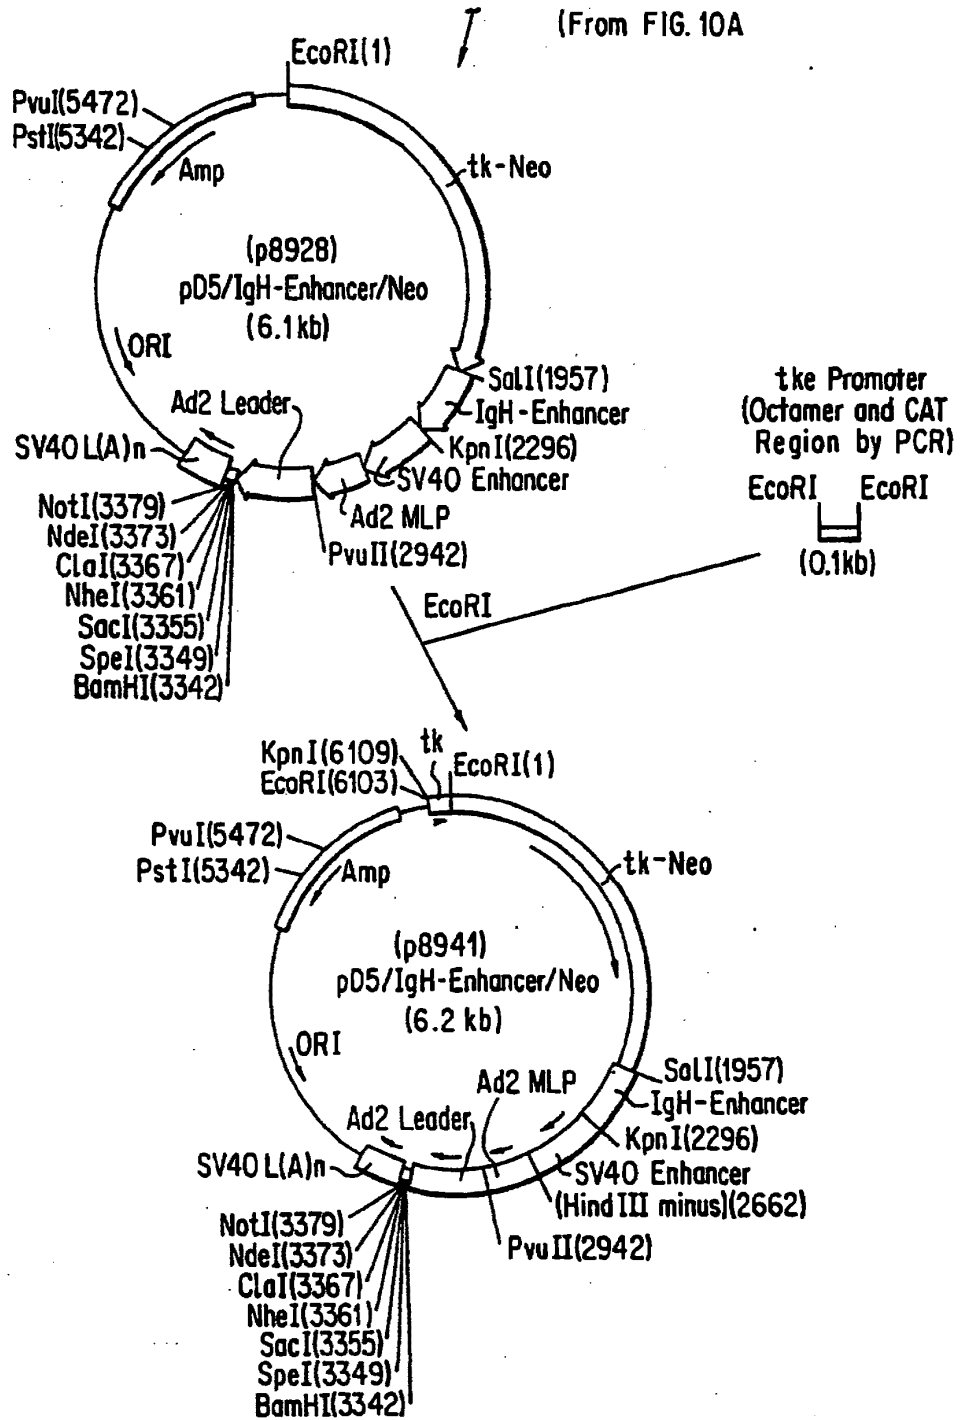 (From FIG. 10A
EcoRI(1)
PvuI(5472)
PstI(5342)
Amp
tk-Neo
(p8928)
pD5/IgH-Enhancer/Neo
(6.1kb)
ORI
SalI(1957)
IgH-Enhancer
KpnI(2296)
SV40 Enhancer
Ad2 Leader
Ad2 MLP
PvuII(2942)
SV40 L(A)n
NotI(3379)
NdeI(3373)
ClaI(3367)
NheI(3361)
SacI(3355)
SpeI(3349)
BamHI(3342)
tke Promoter
(Octamer and CAT
Region by PCR)
EcoRI EcoRI
(0.1kb)
EcoRI
KpnI(6109)
EcoRI(6103)
tk
EcoRI(1)
PvuI(5472)
PstI(5342)
Amp
tk-Neo
(p8941)
pD5/IgH-Enhancer/Neo
(6.2 kb)
ORI
SalI(1957)
IgH-Enhancer
KpnI(2296)
SV40 Enhancer
(Hind III minus)(2662)
PvuII(2942)
Ad2 MLP
Ad2 Leader
SV40 L(A)n
NotI(3379)
NdeI(3373)
ClaI(3367)
NheI(3361)
SacI(3355)
SpeI(3349)
BamHI(3342)